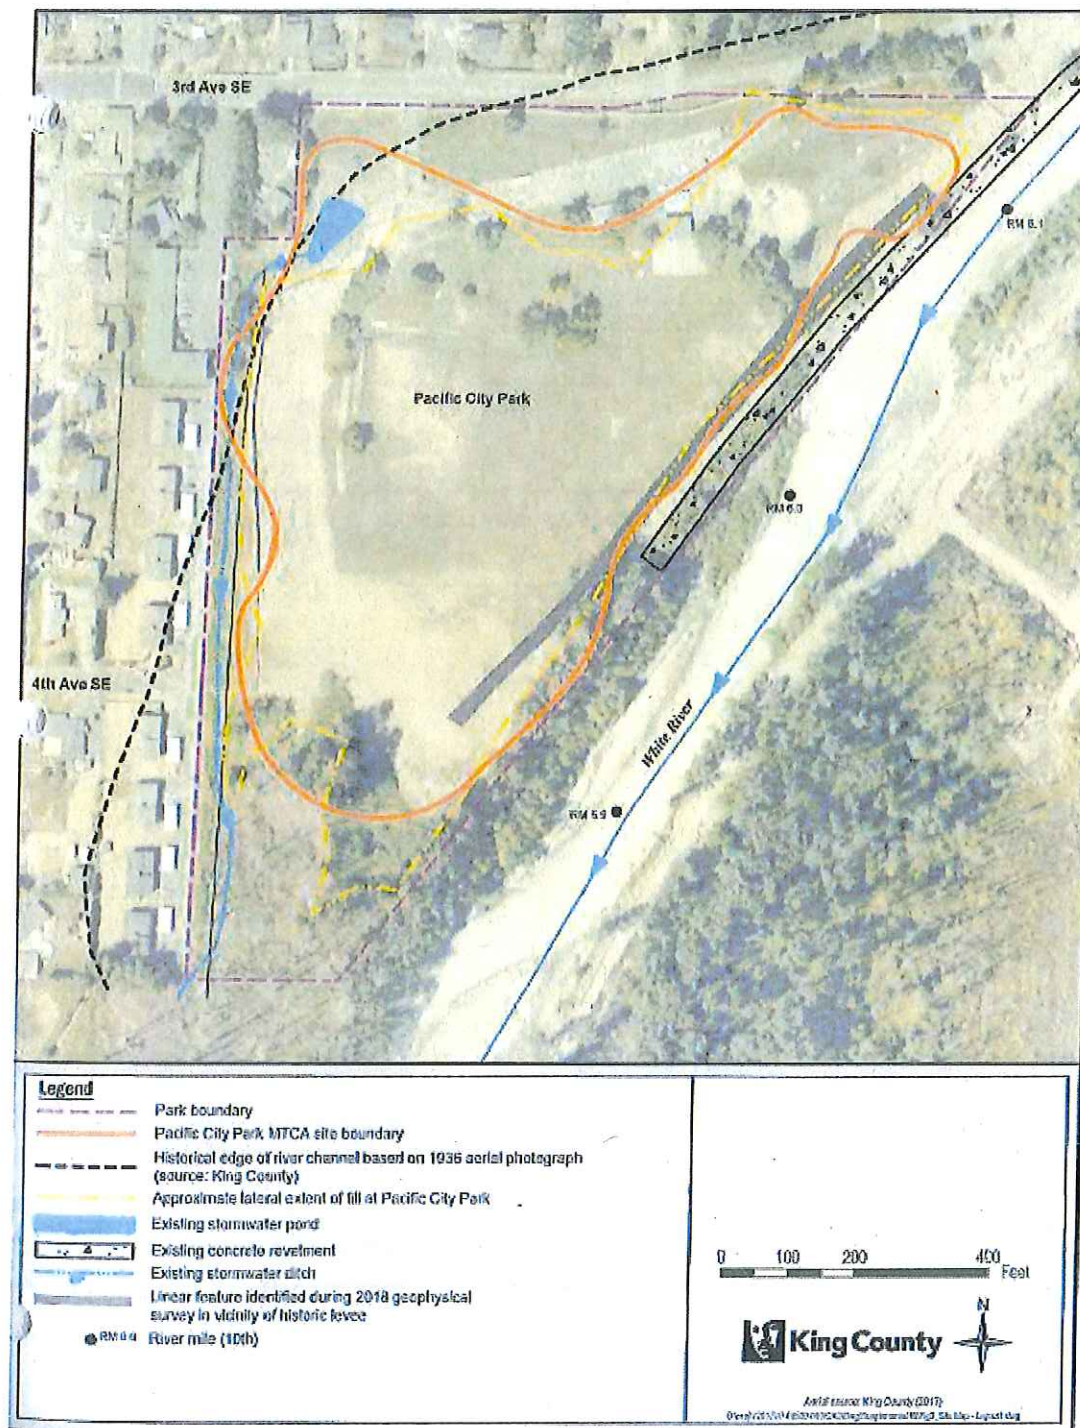 3rd Ave SE
RM 6.1
Pacific City Park
4th Ave SE
White River
RM 5.9
Legend
Park boundary
Pacific City Park MTCA site boundary
Historical edge of river channel based on 1936 aerial photograph
(source: King County)
Approximate lateral extent of fill at Pacific City Park
Existing stormwater pond
Existing concrete revetment
Existing stormwater ditch
Linear feature identified during 2018 geophysical
survey in vicinity of historic levee
River mile (10th)
0 100 200 400
Feet
N
King County
Aerial source: King County (2017)